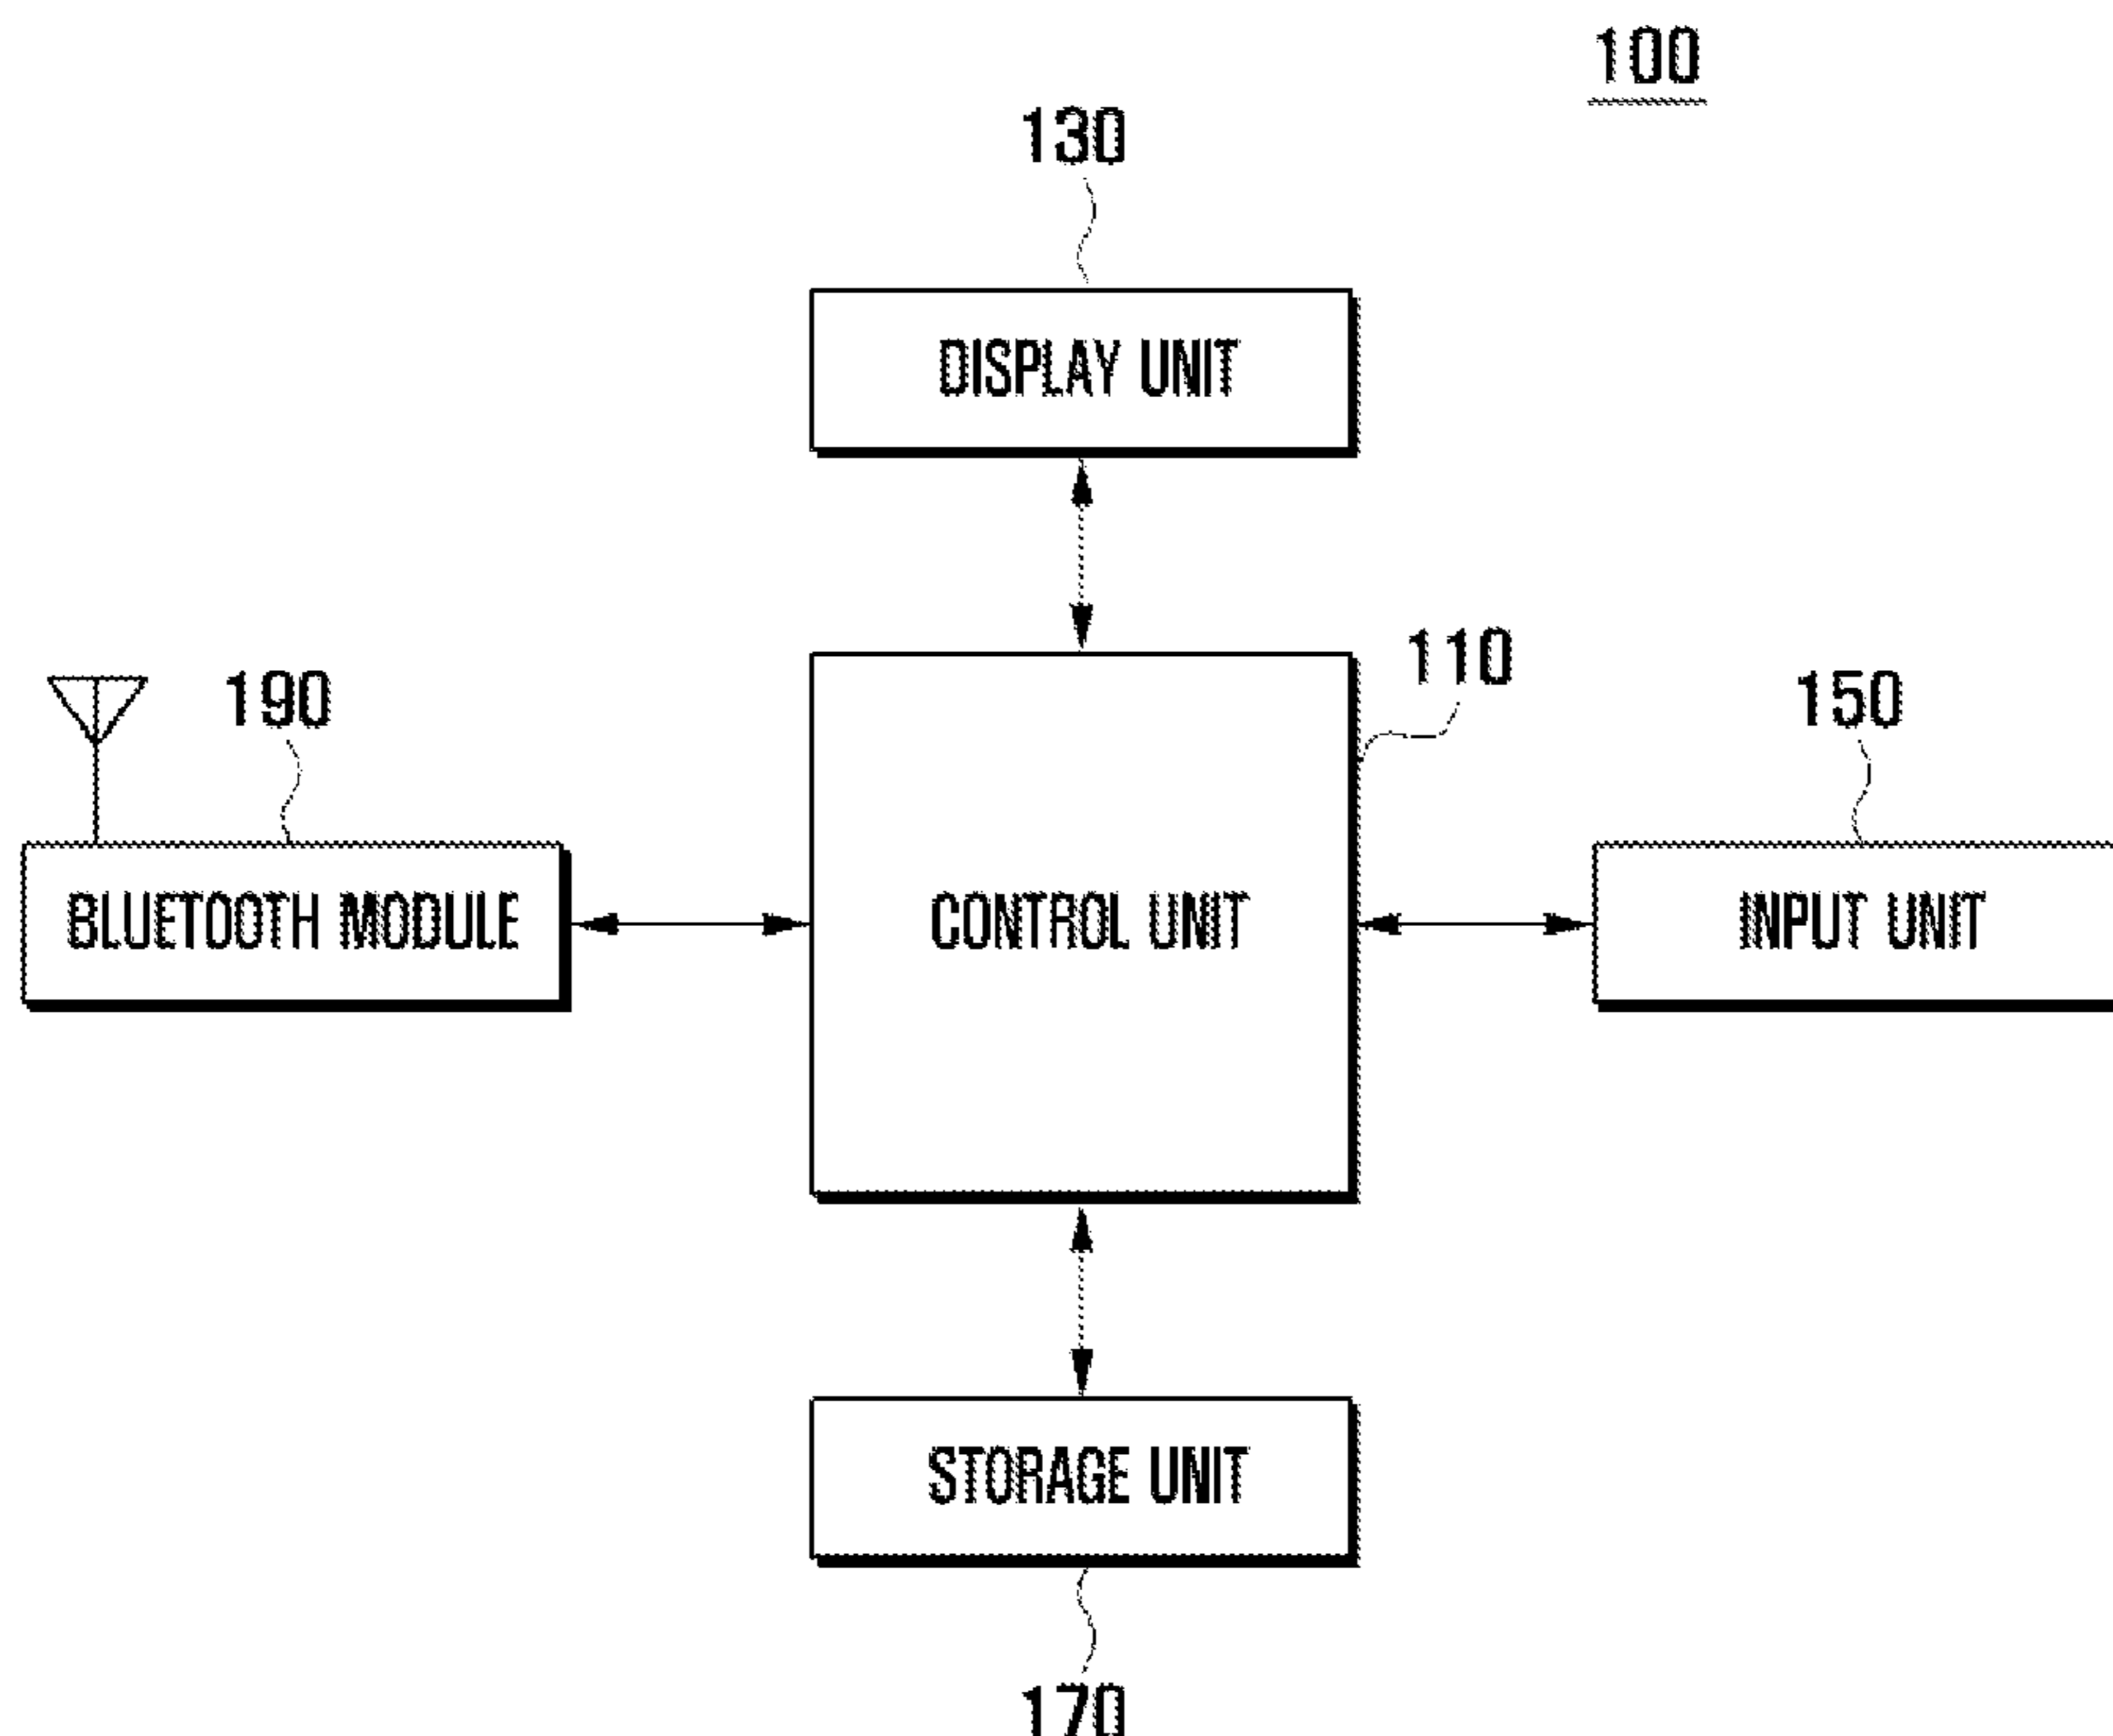 100
130
DISPLAY UNIT
110
190
150
BLUETOOTH MODULE
CONTROL UNIT
INPUT UNIT
STORAGE UNIT
170